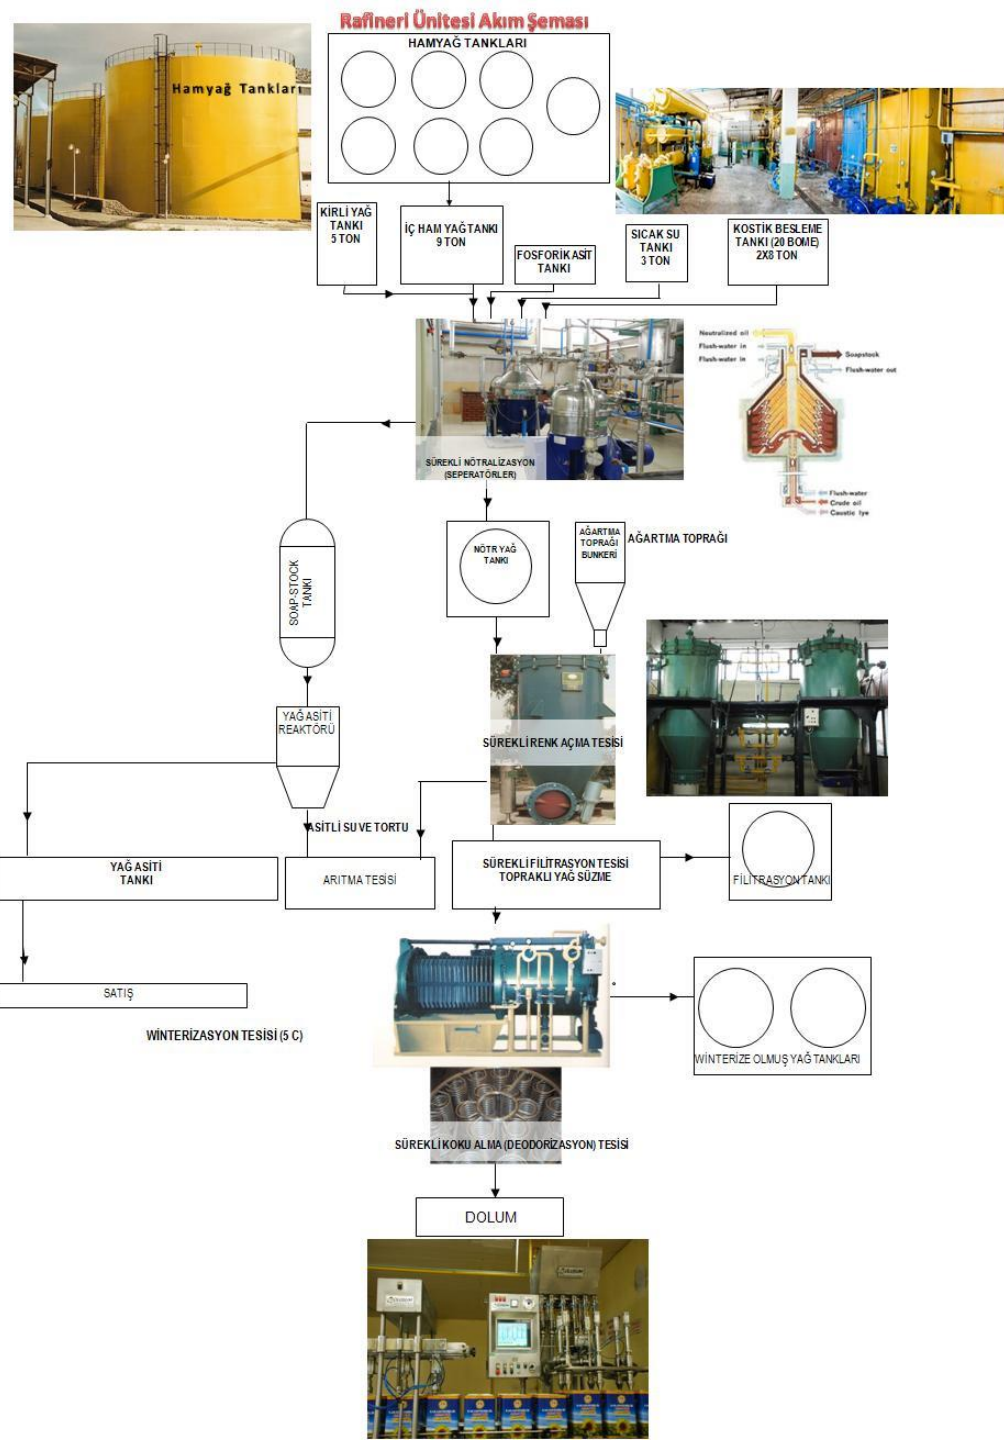 Rafineri Ünitesi Akım Şeması
HAMYAĞ TANKLARI
Hamyağ Tankları
KİRLİ YAĞ
TANKI
5 TON
İÇ HAM YAĞ TANKI
9 TON
FOSFORİK ASİT
TANKI
SICAK SU
TANKI
3 TON
KOSTİK BESLEME
TANKI (20 BOME)
2X8 TON
Neutralized oil
Flush-water in
Flush-water in
Soapstock
Flush-water out
Flush-water
Crude oil
Caustic lye
SÜREKLİ NÖTRALİZASYON
(SEPERATÖRLER)
SOAP-STOCK
TANKI
NÖTR YAĞ
TANKI
AĞARTMA
TOPRAĞI
BUNKERİ
AĞARTMA TOPRAĞI
YAĞ ASİTİ
REAKTÖRÜ
SÜREKLİ RENK AÇMA TESİSİ
ASİTLİ SU VE TORTU
YAĞ ASİTİ
TANKI
ARITMA TESİSİ
SÜREKLİ FİLİTRASYON TESİSİ
TOPRAKLI YAĞ SÜZME
FİLİTRASYON TANKI
SATIŞ
WİNTERİZASYON TESİSİ (5 C)
WİNTERİZE OLMUŞ YAĞ TANKLARI
SÜREKLİ KOKU ALMA (DEODORİZASYON) TESİSİ
DOLUM